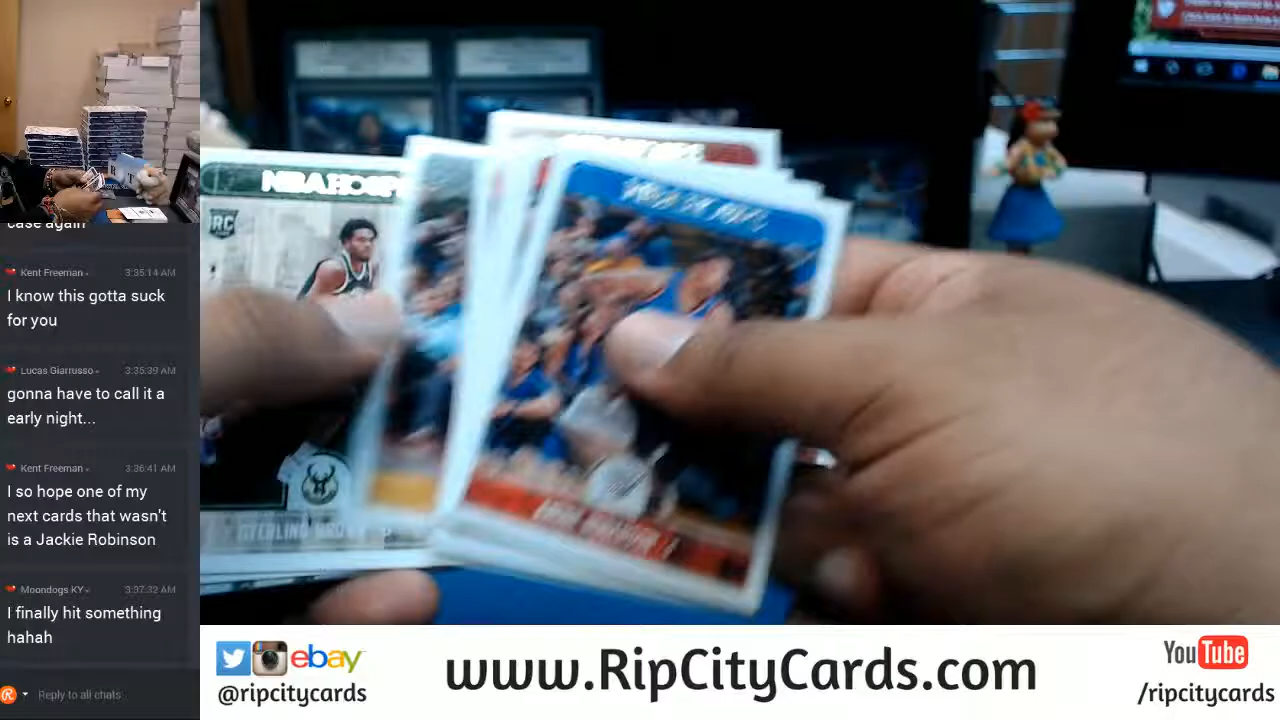 case again
Kent Freeman 3:35:14 AM
I know this gotta suck
for you
Lucas Giarrusso 3:35:39 AM
gonna have to call it a
early night...
Kent Freeman 3:36:41 AM
I so hope one of my
next cards that wasn't
is a Jackie Robinson
Moondogs KY 3:37:32 AM
I finally hit something
hahah
Reply to all chats
NBA HOOPS
RC
STERLING BROWN
ebay
@ripcitycards
www.RipCityCards.com
YouTube
/ripcitycards